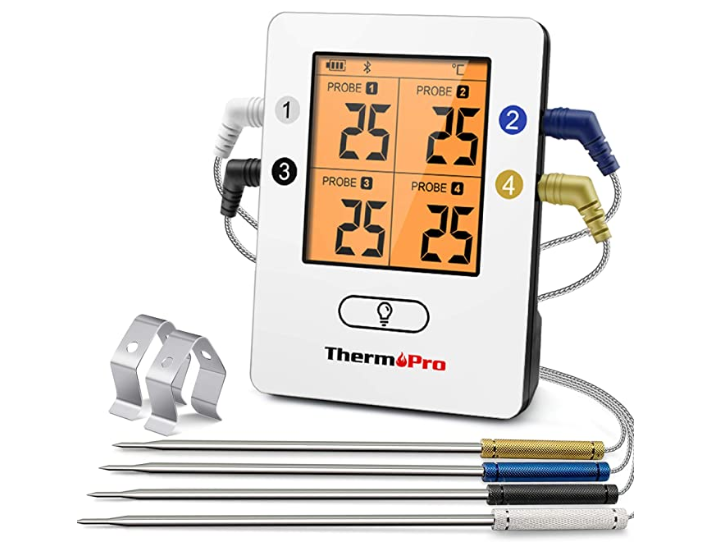 °C
PROBE 1
25
PROBE 2
25
PROBE 3
25
PROBE 4
25
1
2
3
4
ThermoPro